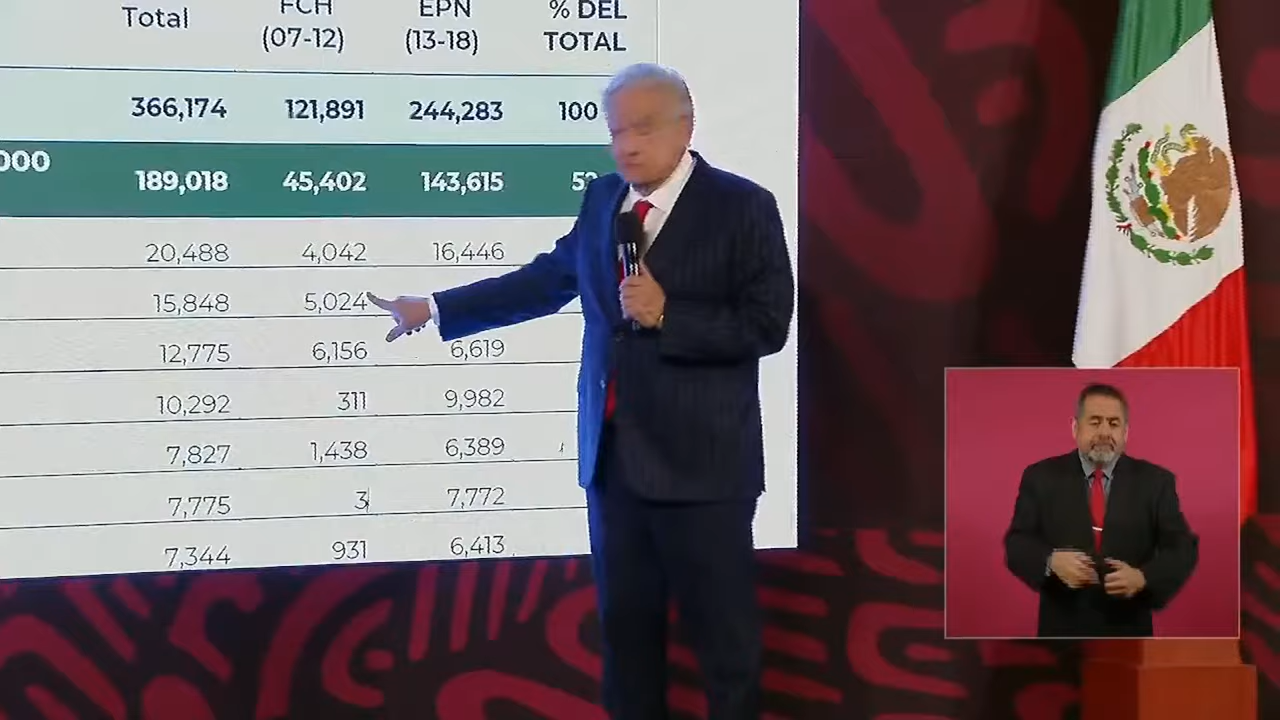 Total FCH EPN % DEL
(07-12) (13-18) TOTAL
366,174 121,891 244,283 100
000 189,018 45,402 143,615
20,488 4,042 16,446
15,848 5,024
12,775 6,156 6,619
10,292 311 9,982
7,827 1,438 6,389
7,775 3 7,772
7,344 931 6,413